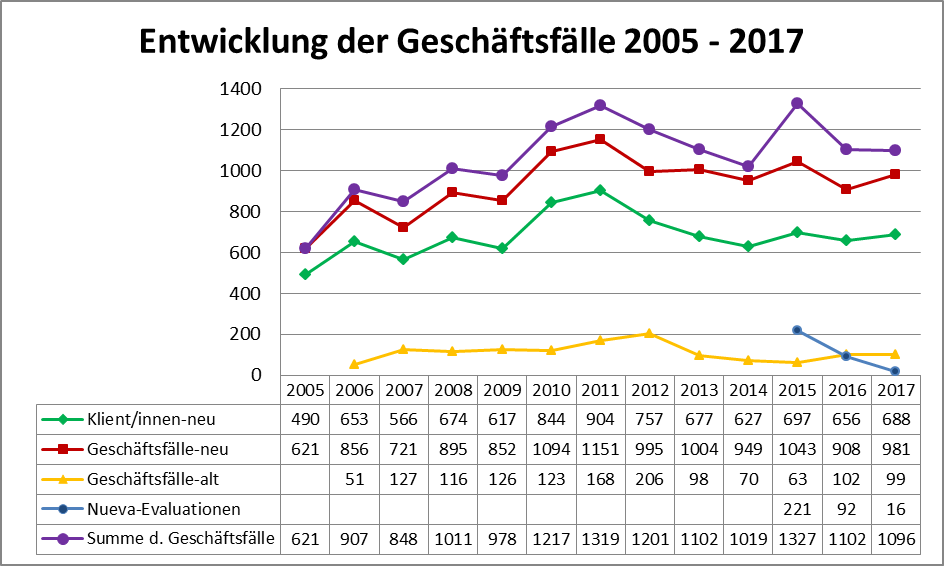 Entwicklung der Geschäftsfälle 2005 - 2017
1400
1200
1000
800
600
400
200
0
2005 2006 2007 2008 2009 2010 2011 2012 2013 2014 2015 2016 2017
Klient/innen-neu 490 653 566 674 617 844 904 757 677 627 697 656 688
Geschäftsfälle-neu 621 856 721 895 852 1094 1151 995 1004 949 1043 908 981
Geschäftsfälle-alt 51 127 116 126 123 168 206 98 70 63 102 99
Nueva-Evaluationen 221 92 16
Summe d. Geschäftsfälle 621 907 848 1011 978 1217 1319 1201 1102 1019 1327 1102 1096